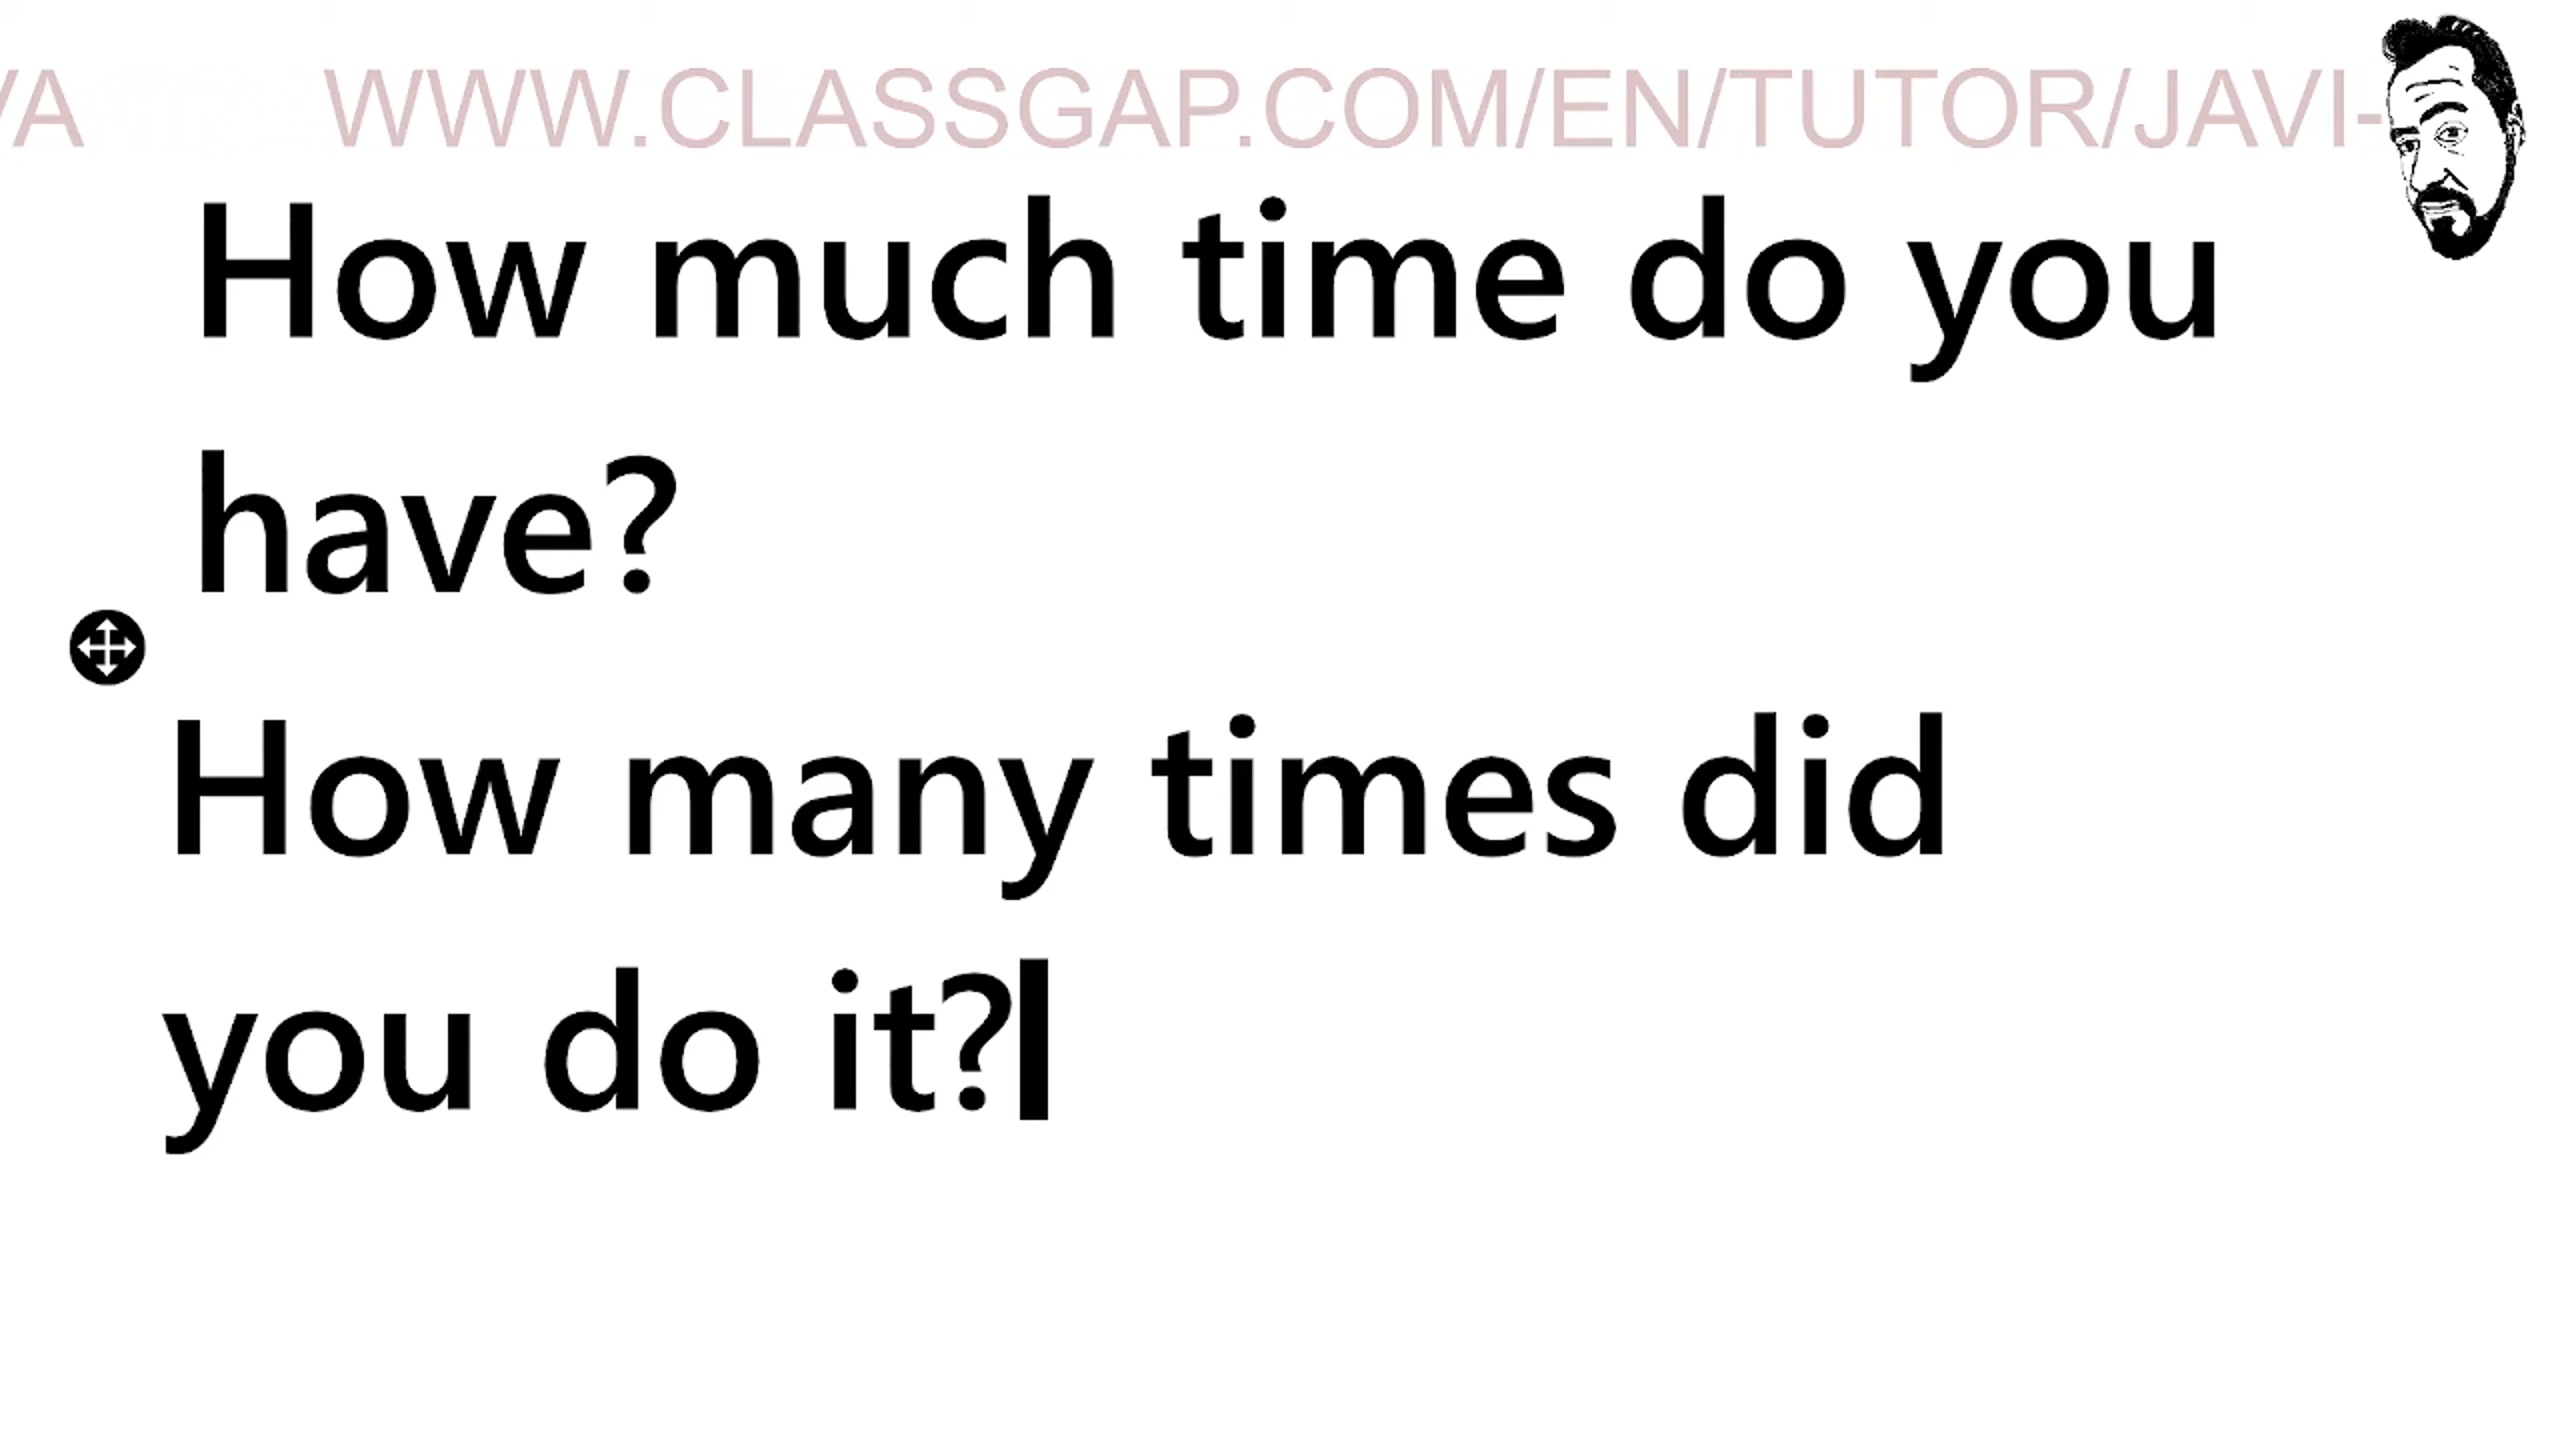 VA WWW.CLASSGAP.COM/EN/TUTOR/JAVI-
How much time do you
have?
How many times did
you do it?